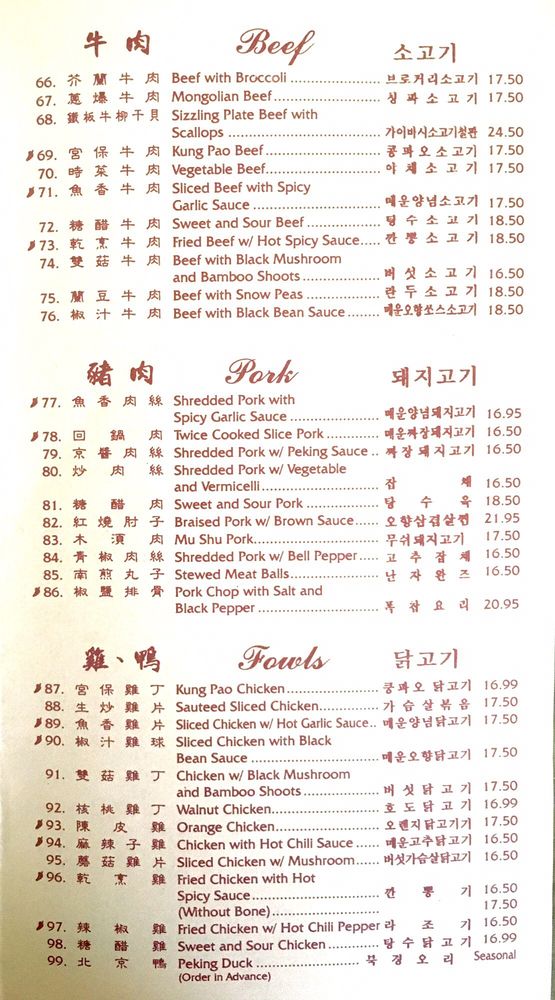 牛肉 Beef 소고기
66. 芥蘭牛肉 Beef with Broccoli 브로커리소고기 17.50
67. 蔥爆牛肉 Mongolian Beef 싱파소고기 17.50
68. 鐵板牛柳干貝 Sizzling Plate Beef with
Scallops 가이바시소고기철판 24.50
69. 宮保牛肉 Kung Pao Beef 콩파오소고기 17.50
70. 時菜牛肉 Vegetable Beef 야채소고기 17.50
71. 魚香牛肉 Sliced Beef with Spicy
Garlic Sauce 매운양념소고기 17.50
72. 糖醋牛肉 Sweet and Sour Beef 탕수소고기 18.50
73. 乾烹牛肉 Fried Beef w/ Hot Spicy Sauce 깐뽕소고기 18.50
74. 雙菇牛肉 Beef with Black Mushroom
and Bamboo Shoots 버섯소고기 16.50
75. 蘭豆牛肉 Beef with Snow Peas 란두소고기 18.50
76. 椒汁牛肉 Beef with Black Bean Sauce 매운오향쏘스소고기 18.50
豬肉 Pork 돼지고기
77. 魚香肉絲 Shredded Pork with
Spicy Garlic Sauce 매운양념돼지고기 16.95
78. 回鍋肉 Twice Cooked Slice Pork 매운짜장돼지고기 16.50
79. 京醬肉絲 Shredded Pork w/ Peking Sauce 짜장돼지고기 16.50
80. 炒肉絲 Shredded Pork w/ Vegetable
and Vermicelli 잡채 16.50
81. 糖醋肉 Sweet and Sour Pork 탕수육 18.50
82. 紅燒肘子 Braised Pork w/ Brown Sauce 오향삼겹살찜 21.95
83. 木須肉 Mu Shu Pork 무쉬돼지고기 17.50
84. 青椒肉絲 Shredded Pork w/ Bell Pepper 고추잡채 16.50
85. 南煎丸子 Stewed Meat Balls 난자완즈 16.50
86. 椒鹽排骨 Pork Chop with Salt and
Black Pepper 폭잡요리 20.95
雞、鴨 Fowls 닭고기
87. 宮保雞丁 Kung Pao Chicken 쿵파오닭고기 16.99
88. 生炒雞片 Sauteed Sliced Chicken 가슴살볶음 17.50
89. 魚香雞片 Sliced Chicken w/ Hot Garlic Sauce 매운양념닭고기 17.50
90. 椒汁雞球 Sliced Chicken with Black
Bean Sauce 매운오향닭고기 17.50
91. 雙菇雞丁 Chicken w/ Black Mushroom
and Bamboo Shoots 버섯닭고기 17.50
92. 核桃雞丁 Walnut Chicken 호도닭고기 16.99
93. 陳皮雞 Orange Chicken 오렌지닭고기 17.50
94. 麻辣子雞 Chicken with Hot Chili Sauce 매운고추닭고기 17.50
95. 蘑菇雞片 Sliced Chicken w/ Mushroom 버섯가슴살닭고기 16.50
96. 乾烹雞 Fried Chicken with Hot
Spicy Sauce 깐뽕기 16.50
(Without Bone) 17.50
97. 辣椒雞 Fried Chicken w/ Hot Chili Pepper 라조기 16.50
98. 糖醋雞 Sweet and Sour Chicken 탕수닭고기 16.99
99. 北京鴨 Peking Duck 북경오리 Seasonal
(Order in Advance)